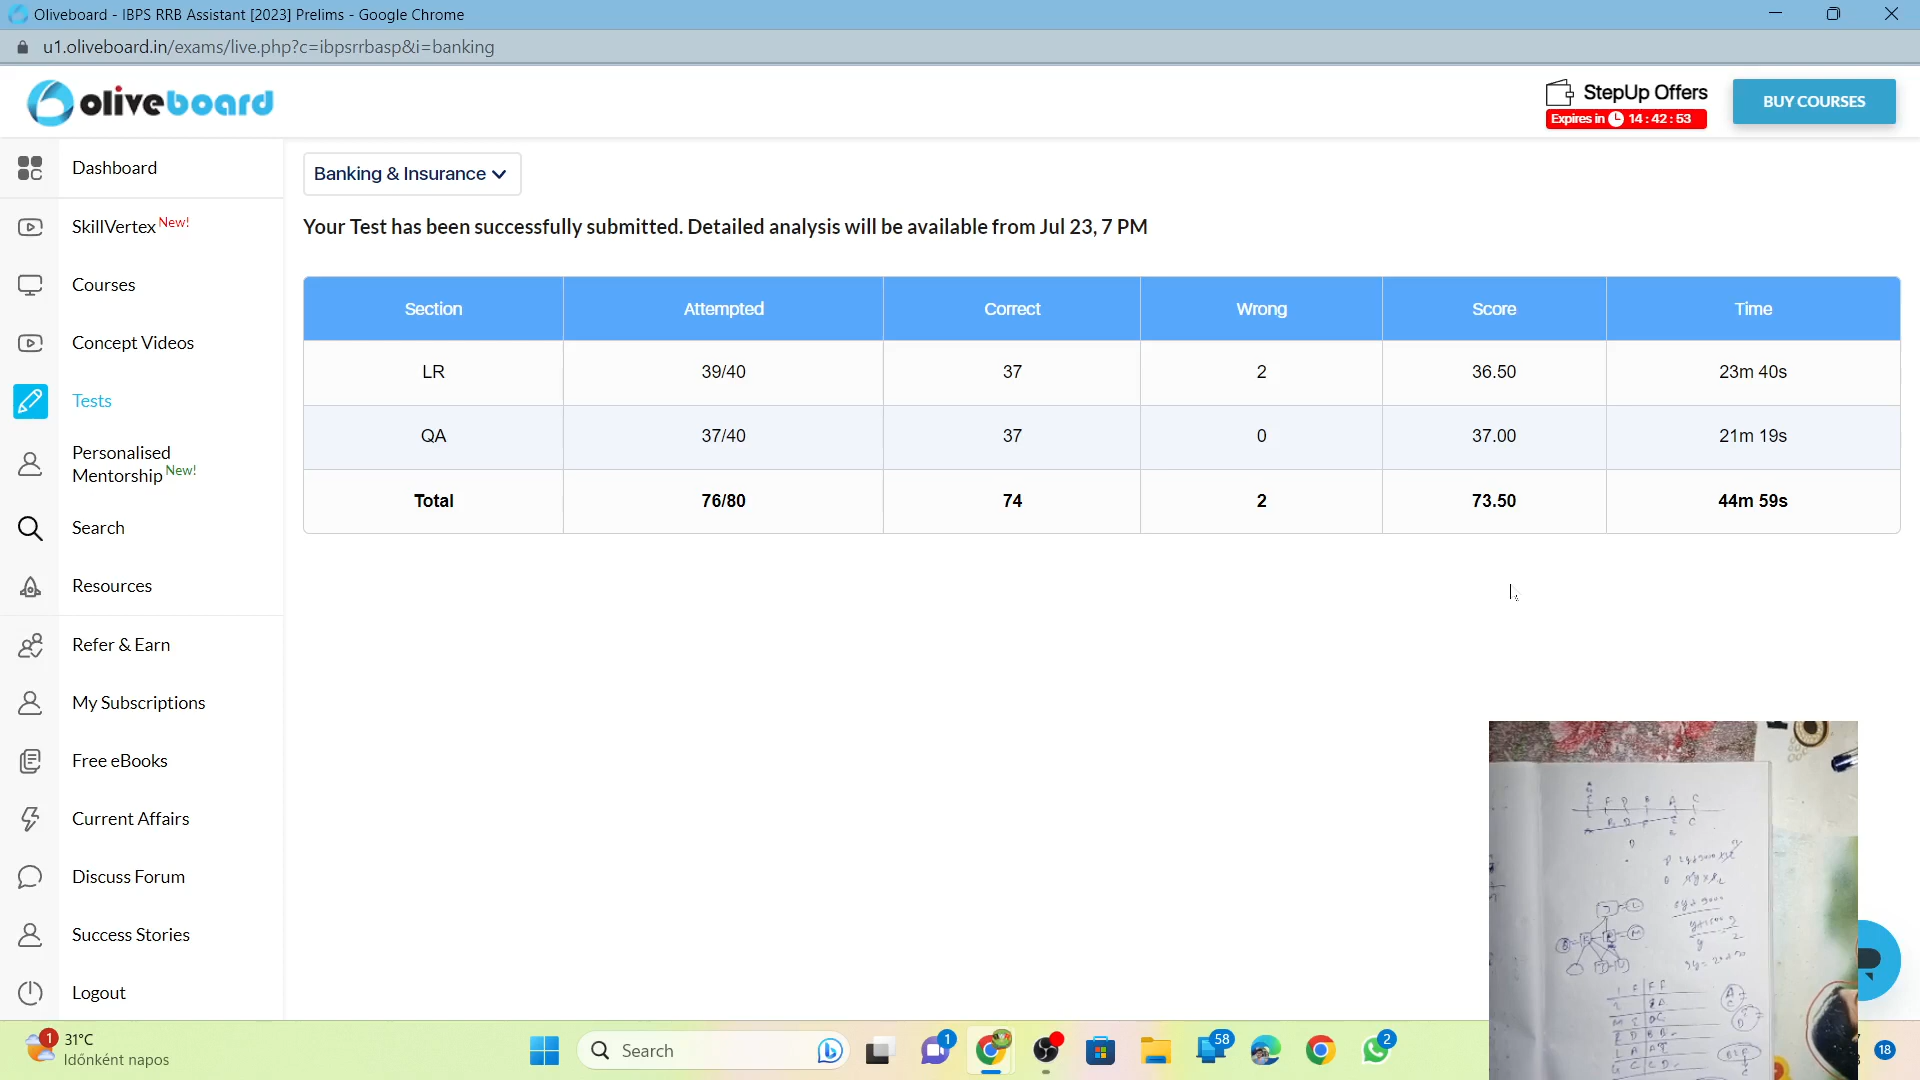 Oliveboard - IBPS RRB Assistant [2023] Prelims - Google Chrome
u1.oliveboard.in/exams/live.php?c=ibpsrrbasp&i=banking
oliveboard
StepUp Offers
Expires in 14 : 42 : 53
BUY COURSES
Dashboard
SkillVertex New!
Courses
Concept Videos
Tests
Personalised
Mentorship New!
Search
Resources
Refer & Earn
My Subscriptions
Free eBooks
Current Affairs
Discuss Forum
Success Stories
Logout
Banking & Insurance
Your Test has been successfully submitted. Detailed analysis will be available from Jul 23, 7 PM
Section Attempted Correct Wrong Score Time
LR 39/40 37 2 36.50 23m 40s
QA 37/40 37 0 37.00 21m 19s
Total 76/80 74 2 73.50 44m 59s
1
31°C
Időnként napos
Search
1
58
2
18